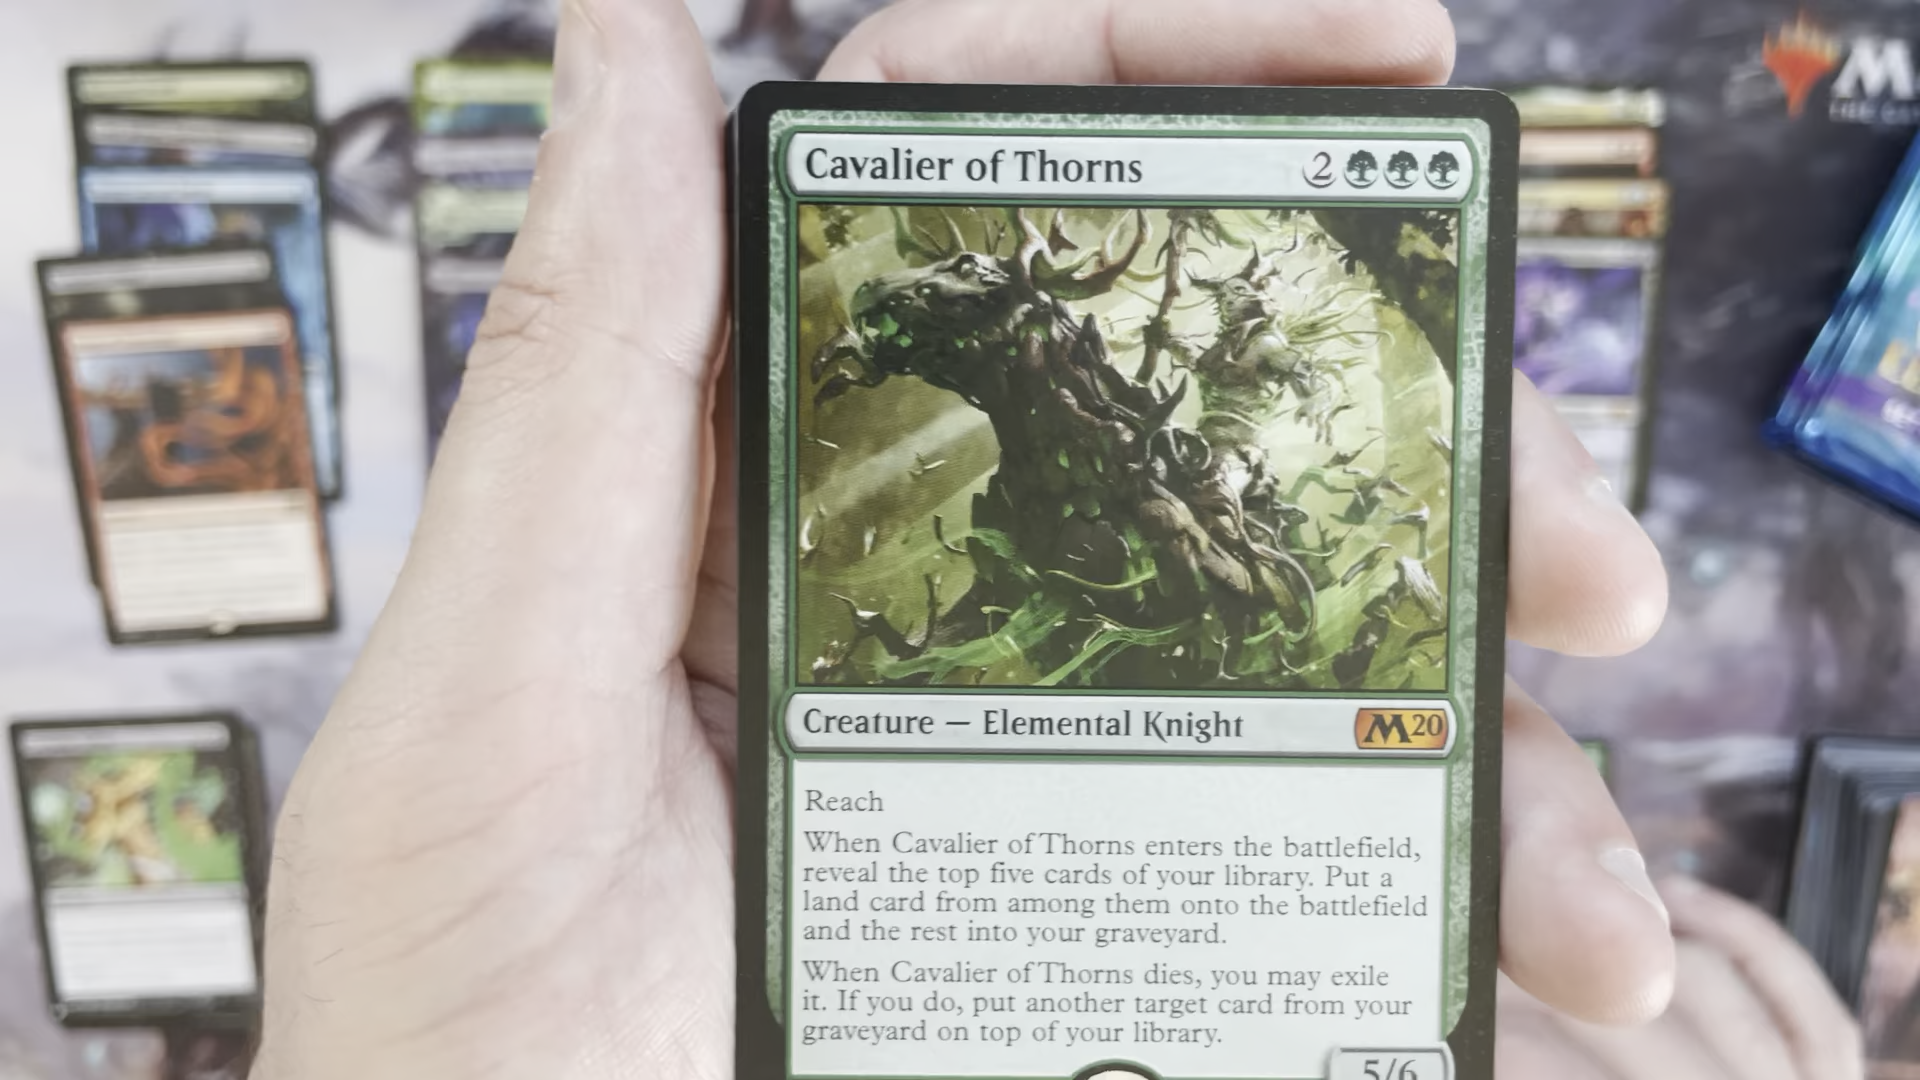 Cavalier of Thorns 2
Creature — Elemental Knight M20
Reach
When Cavalier of Thorns enters the battlefield,
reveal the top five cards of your library. Put a
land card from among them onto the battlefield
and the rest into your graveyard.
When Cavalier of Thorns dies, you may exile
it. If you do, put another target card from your
graveyard on top of your library.
5/6